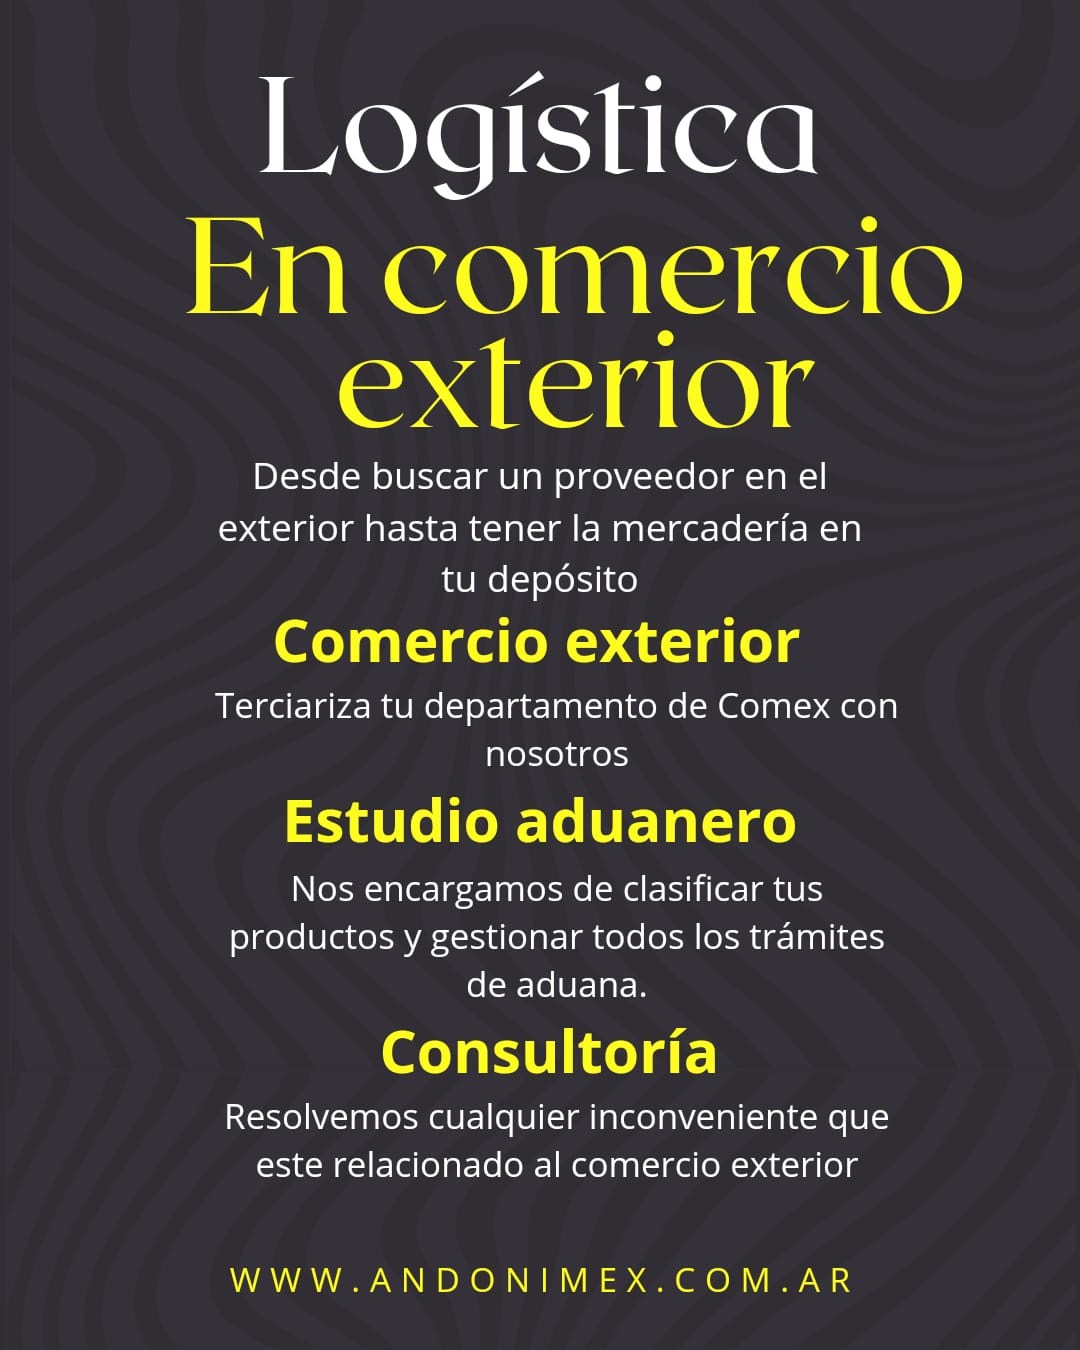 Logística
En comercio
exterior
Desde buscar un proveedor en el
exterior hasta tener la mercadería en
tu depósito
Comercio exterior
Terciariza tu departamento de Comex con
nosotros
Estudio aduanero
Nos encargamos de clasificar tus
productos y gestionar todos los trámites
de aduana.
Consultoría
Resolvemos cualquier inconveniente que
este relacionado al comercio exterior
WWW.ANDONIMEX.COM.AR